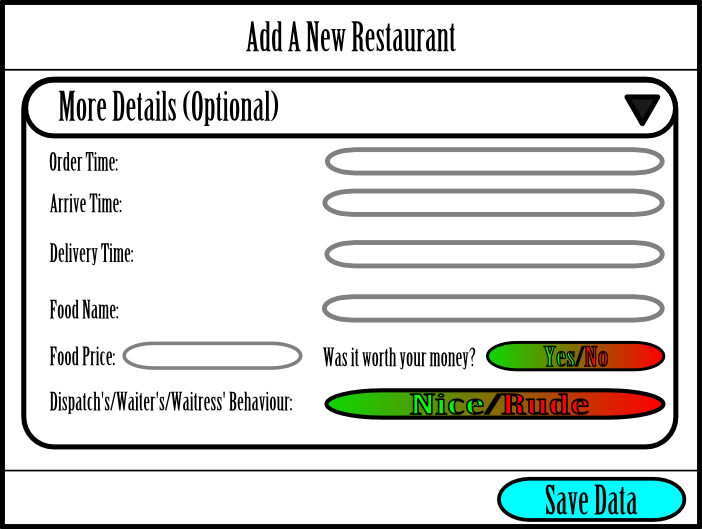 Add A New Restaurant
More Details (Optional)
Order Time:
Arrive Time:
Delivery Time:
Food Name:
Food Price: Was it worth your money? Yes/No
Dispatch's/Waiter's/Waitress' Behaviour: Nice/Rude
Save Data